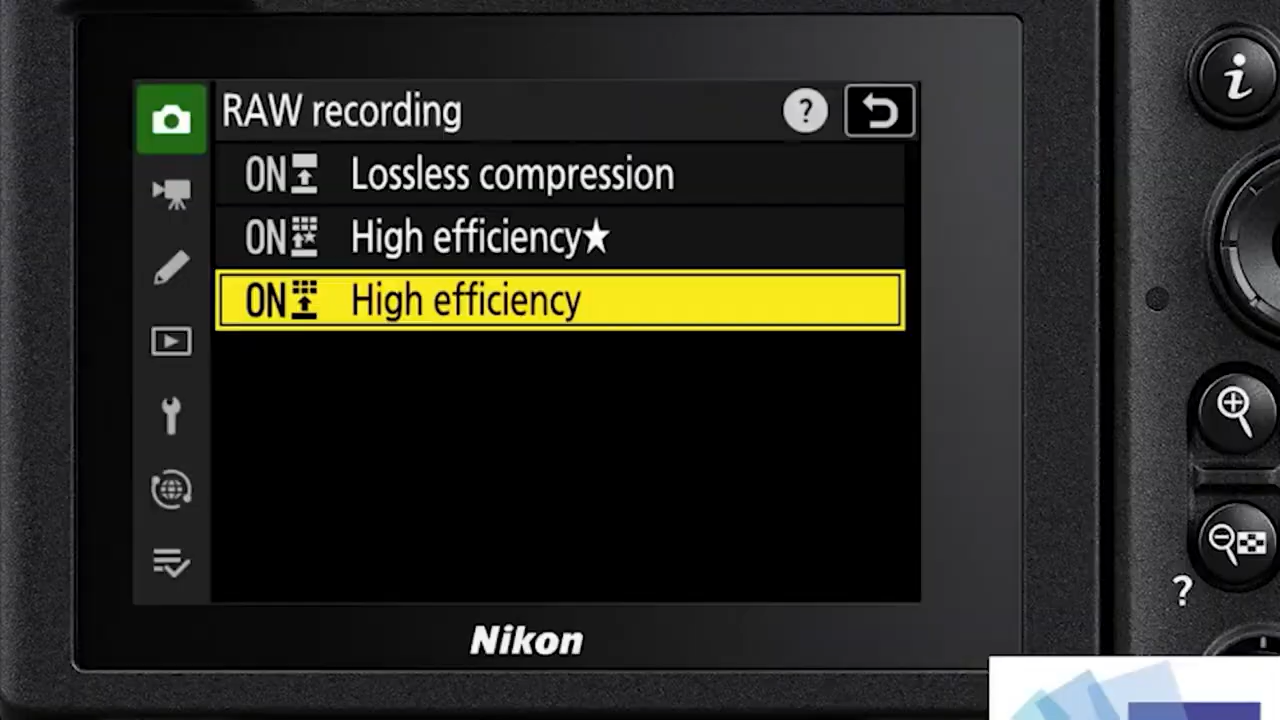 RAW recording
?
ON Lossless compression
ON High efficiency★
ON High efficiency
Nikon
i
?